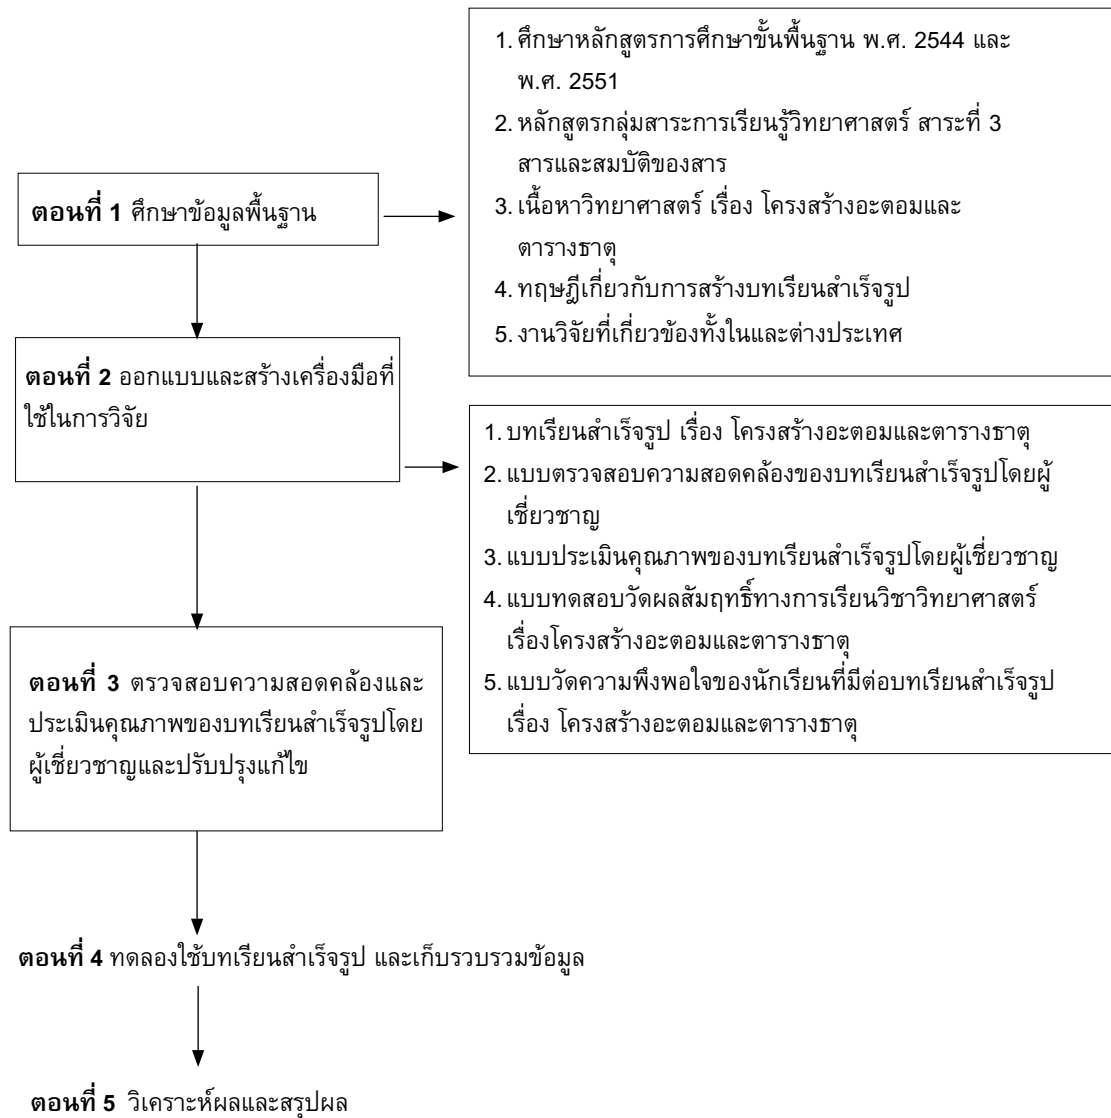 ตอนที่ 1 ศึกษาข้อมูลพื้นฐาน
1. ศึกษาหลักสูตรการศึกษาขั้นพื้นฐาน พ.ศ. 2544 และ
พ.ศ. 2551
2. หลักสูตรกลุ่มสาระการเรียนรู้วิทยาศาสตร์ สาระที่ 3
สารและสมบัติของสาร
3. เนื้อหาวิทยาศาสตร์ เรื่อง โครงสร้างอะตอมและ
ตารางธาตุ
4. ทฤษฎีเกี่ยวกับการสร้างบทเรียนสำเร็จรูป
5. งานวิจัยที่เกี่ยวข้องทั้งในและต่างประเทศ
ตอนที่ 2 ออกแบบและสร้างเครื่องมือที่
ใช้ในการวิจัย
1. บทเรียนสำเร็จรูป เรื่อง โครงสร้างอะตอมและตารางธาตุ
2. แบบตรวจสอบความสอดคล้องของบทเรียนสำเร็จรูปโดยผู้
เชี่ยวชาญ
3. แบบประเมินคุณภาพของบทเรียนสำเร็จรูปโดยผู้เชี่ยวชาญ
4. แบบทดสอบวัดผลสัมฤทธิ์ทางการเรียนวิชาวิทยาศาสตร์
เรื่องโครงสร้างอะตอมและตารางธาตุ
5. แบบวัดความพึงพอใจของนักเรียนที่มีต่อบทเรียนสำเร็จรูป
เรื่อง โครงสร้างอะตอมและตารางธาตุ
ตอนที่ 3 ตรวจสอบความสอดคล้องและ
ประเมินคุณภาพของบทเรียนสำเร็จรูปโดย
ผู้เชี่ยวชาญและปรับปรุงแก้ไข
ตอนที่ 4 ทดลองใช้บทเรียนสำเร็จรูป และเก็บรวบรวมข้อมูล
ตอนที่ 5 วิเคราะห์ผลและสรุปผล